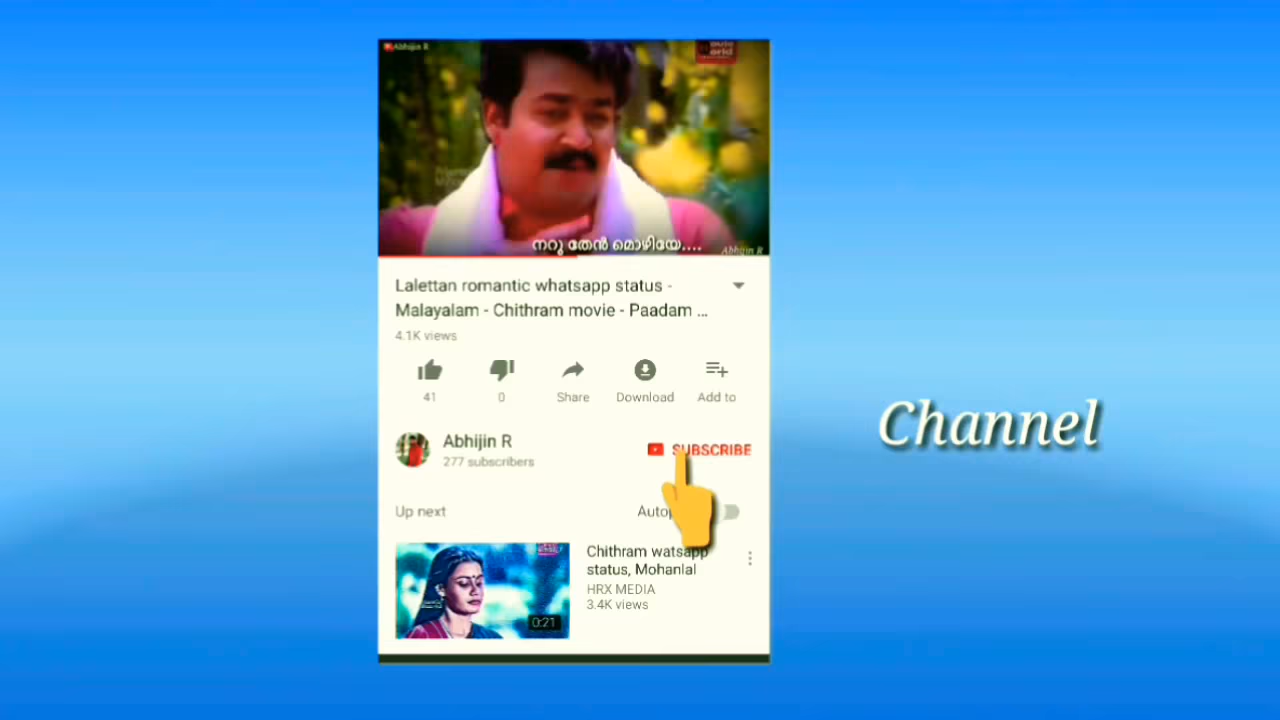 Abhijin R
നറു തേൻ മൊഴിയേ....
Abhijin R
Lalettan romantic whatsapp status -
Malayalam - Chithram movie - Paadam ...
4.1K views
41
0
Share
Download
Add to
Abhijin R
277 subscribers
SUBSCRIBE
Channel
Up next
Chithram watsapp
status, Mohanlal
HRX MEDIA
3.4K views
0:21